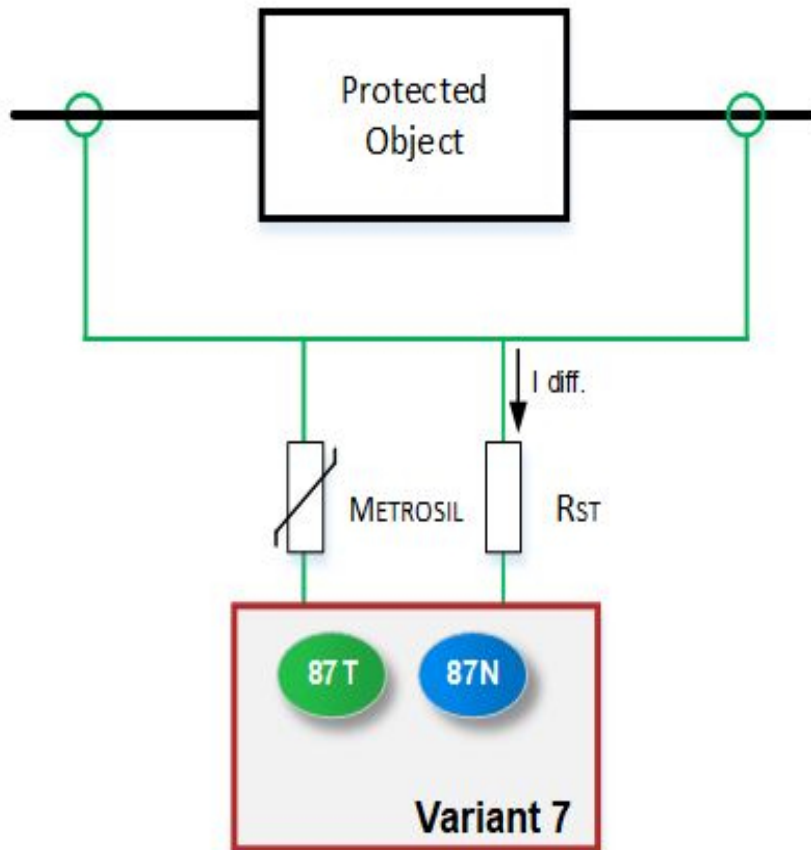 Protected
Object
I diff.
METROSIL
RST
87T
87N
Variant 7